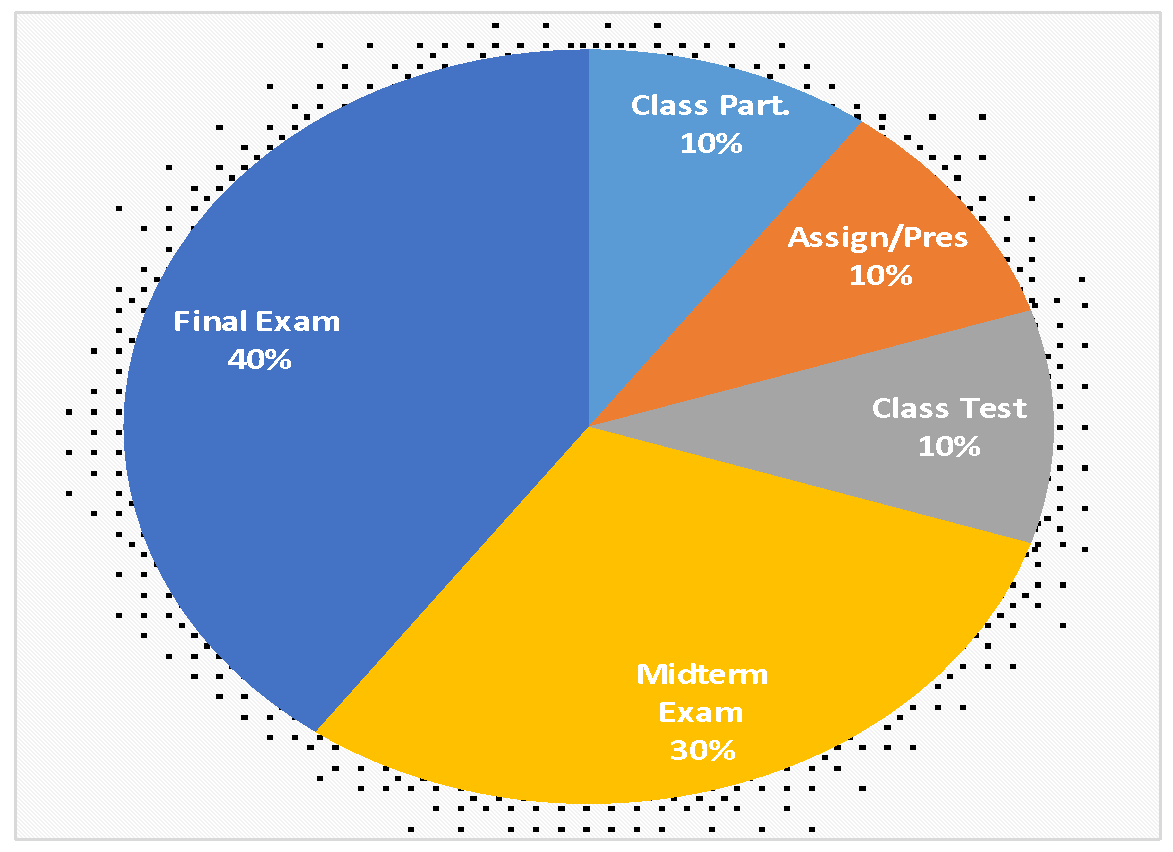 Class Part.
10%
Assign/Pres
10%
Class Test
10%
Midterm
Exam
30%
Final Exam
40%